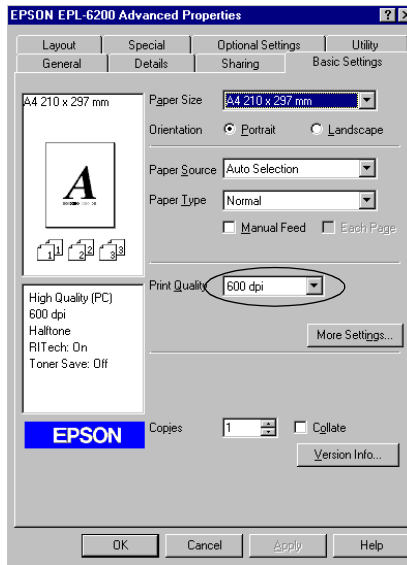 EPSON EPL-6200 Advanced Properties
Layout Special Optional Settings Utility
General Details Sharing Basic Settings
A4 210 x 297 mm
A
1 1 2 2 3 3
Paper Size A4 210 x 297 mm
Orientation Portrait Landscape
Paper Source Auto Selection
Paper Type Normal
Manual Feed Each Page
Print Quality 600 dpi
More Settings...
High Quality (PC)
600 dpi
Halftone
RITech: On
Toner Save: Off
EPSON
Copies 1 Collate
Version Info...
OK Cancel Apply Help